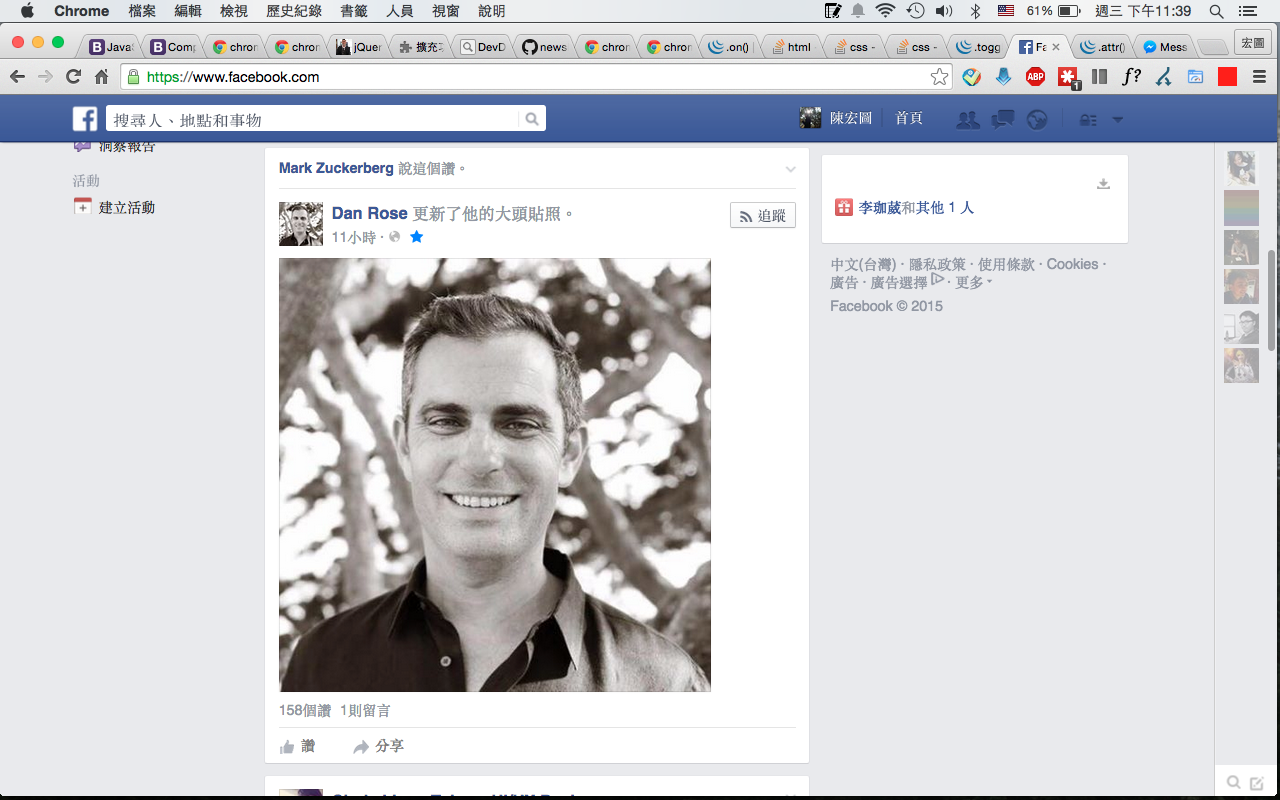 Chrome 檔案 編輯 檢視 歷史紀錄 書籤 人員 視窗 說明 61% 週三 下午11:39
JavaS Comp chron chron jQuer 擴充功 DevD news chron chron .on() | html - css - css - .togg Fa .attr() Mess 宏圖
https://www.facebook.com ABP 1 f?
搜尋人、地點和事物 陳宏圖 首頁
洞察報告
活動
建立活動
Mark Zuckerberg 說這個讚。
Dan Rose 更新了他的大頭貼照。
11小時 ·
追蹤
158個讚 1則留言
讚 分享
李珈葳和其他 1 人
中文(台灣) · 隱私政策 · 使用條款 · Cookies ·
廣告 · 廣告選擇 · 更多
Facebook © 2015